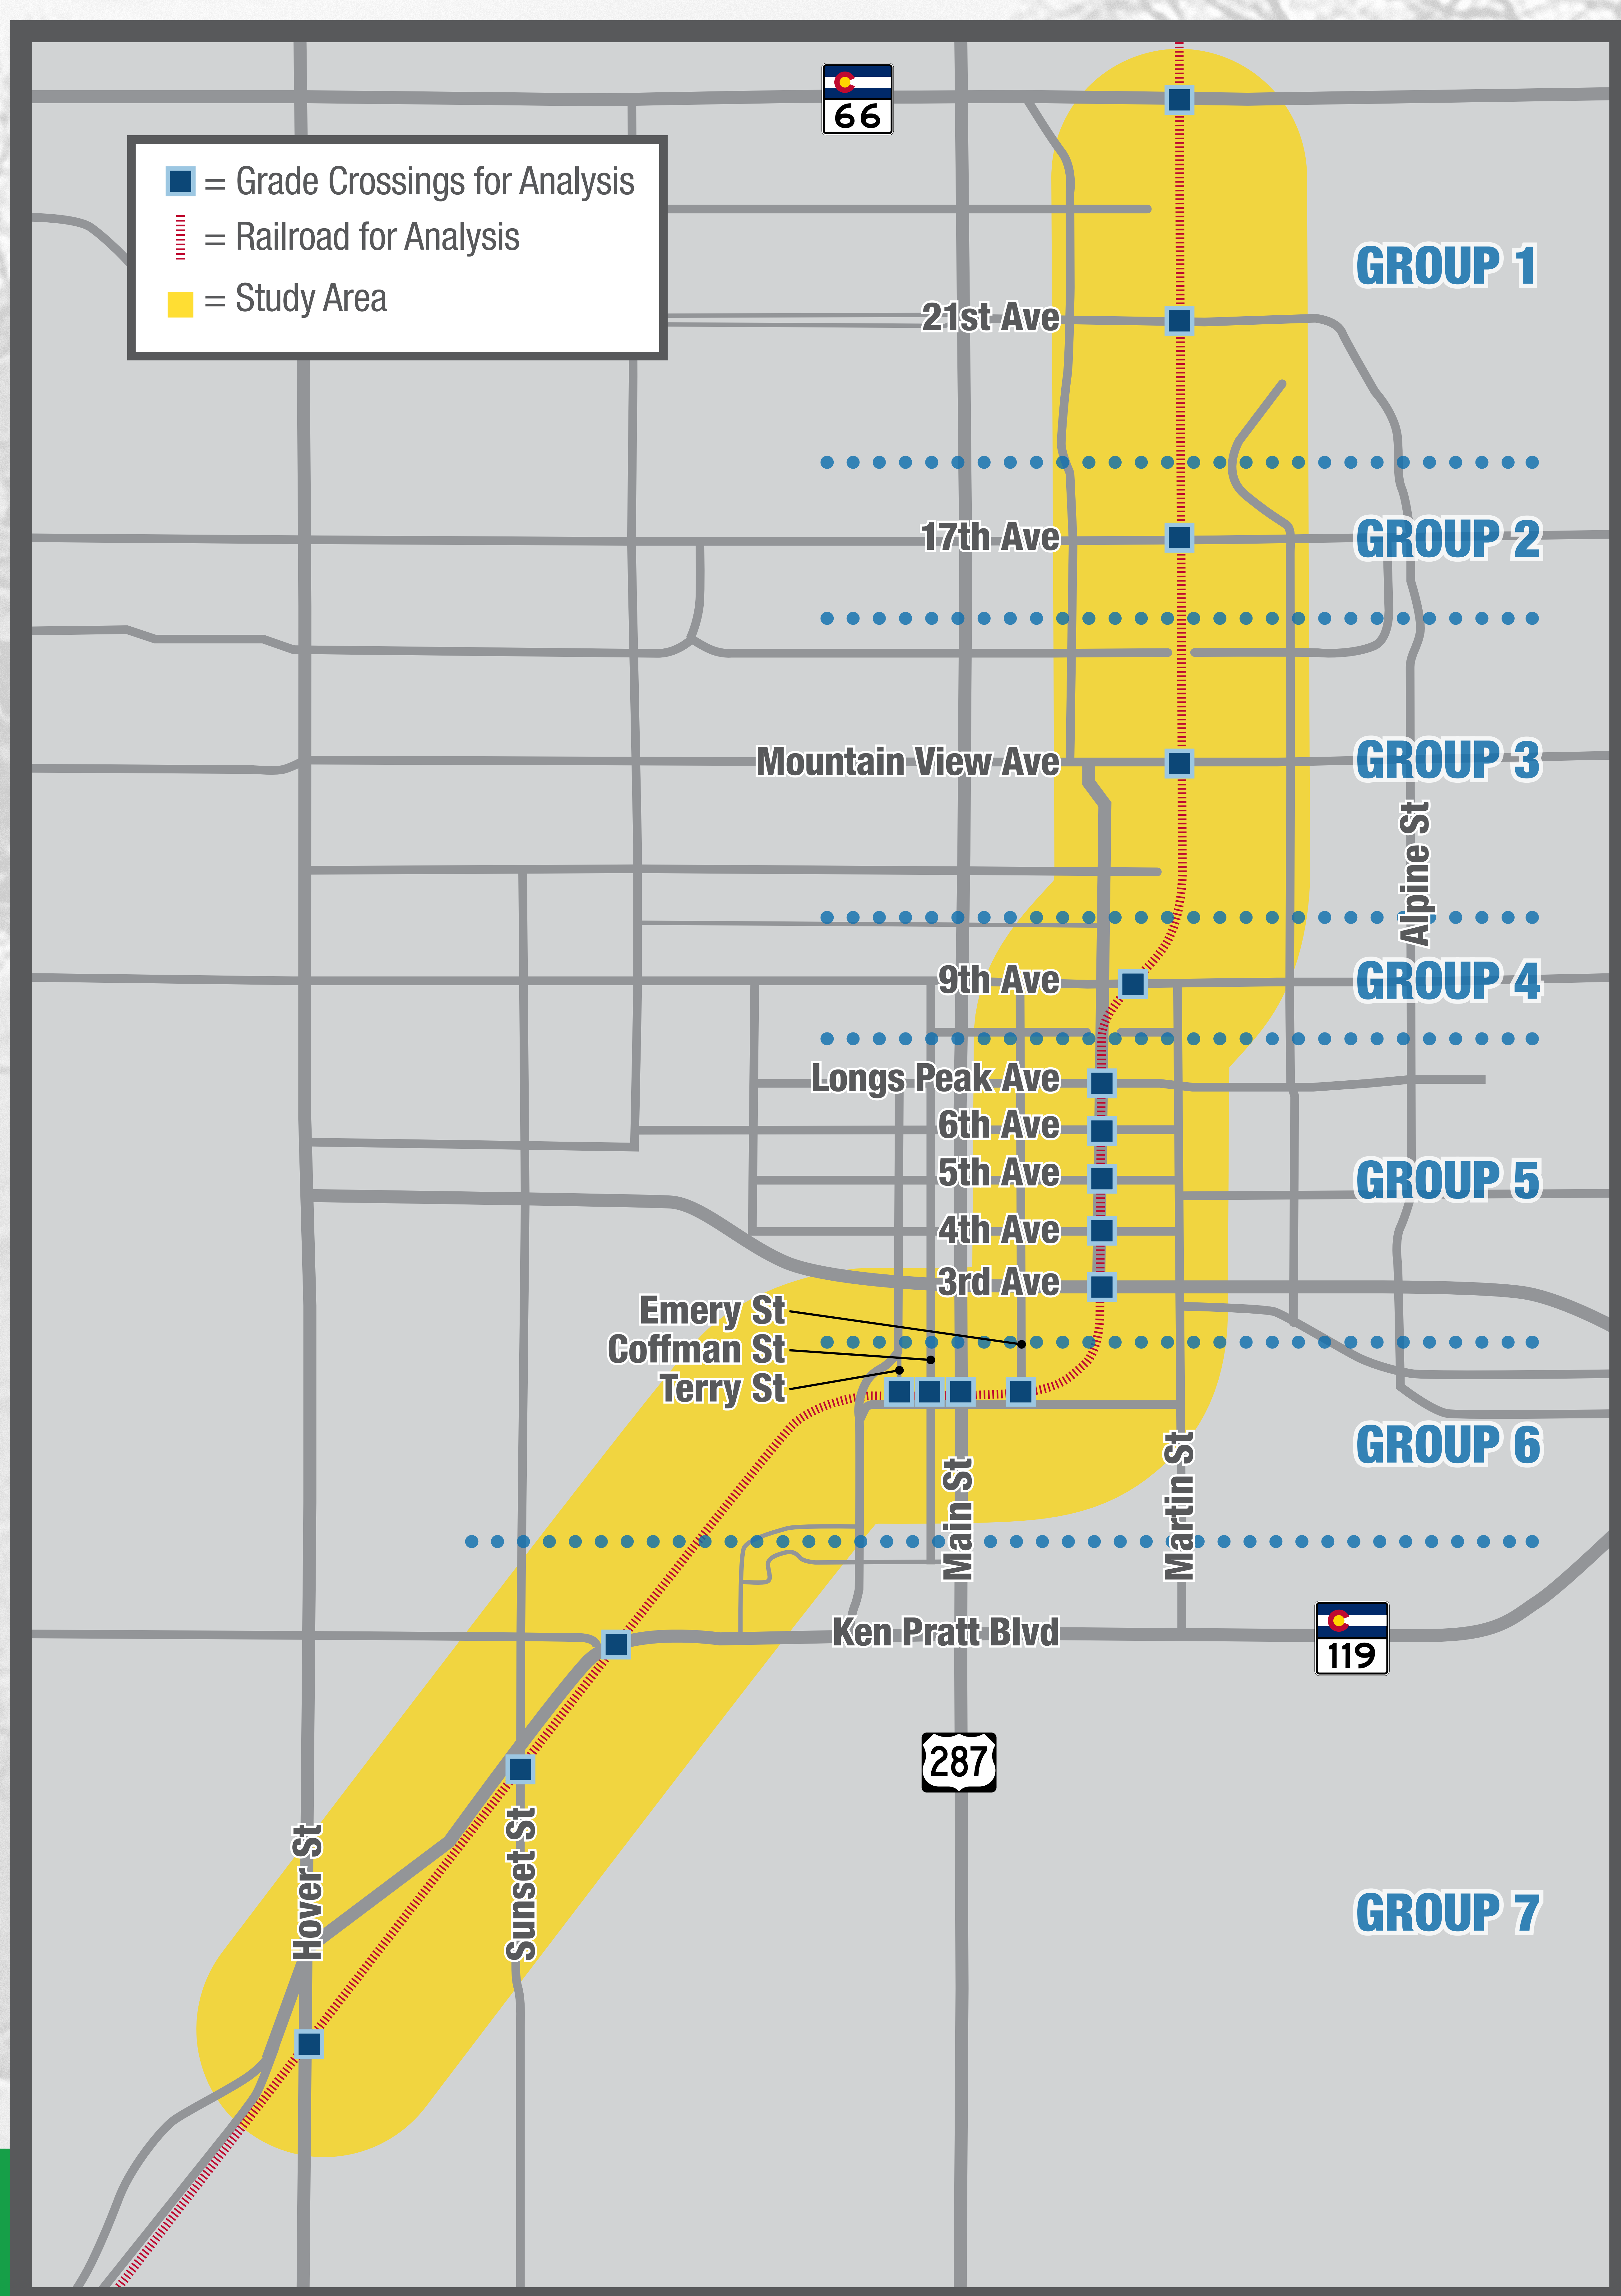 66
= Grade Crossings for Analysis
= Railroad for Analysis
= Study Area
GROUP 1
21st Ave
17th Ave
GROUP 2
Mountain View Ave
GROUP 3
Alpine St
9th Ave
GROUP 4
Longs Peak Ave
6th Ave
5th Ave
GROUP 5
4th Ave
3rd Ave
Emery St
Coffman St
Terry St
GROUP 6
Main St
Martin St
Ken Pratt Blvd
119
287
Hover St
Sunset St
GROUP 7